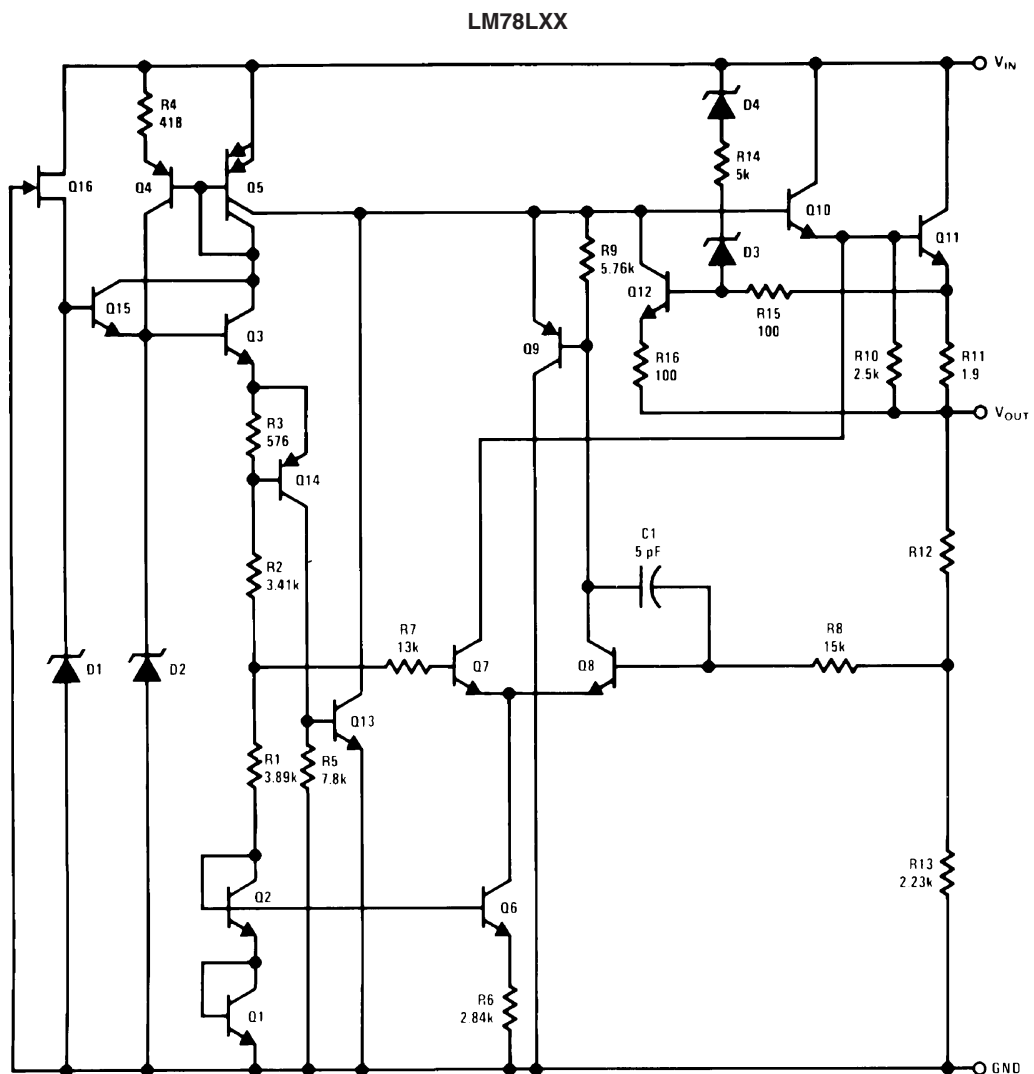 LM78LXX
VIN
R4
418
D4
R14
5k
Q16
Q4
Q5
Q10
Q11
R9
5.76k
D3
Q15
Q3
Q12
R15
100
Q9
R16
100
R10
2.5k
R11
1.9
VOUT
R3
576
Q14
C1
5 pF
R12
R2
3.41k
R7
13k
R8
15k
D1
D2
Q7
Q8
Q13
R1
3.89k
R5
7.8k
R13
2.23k
Q2
Q6
R6
2.84k
Q1
GND